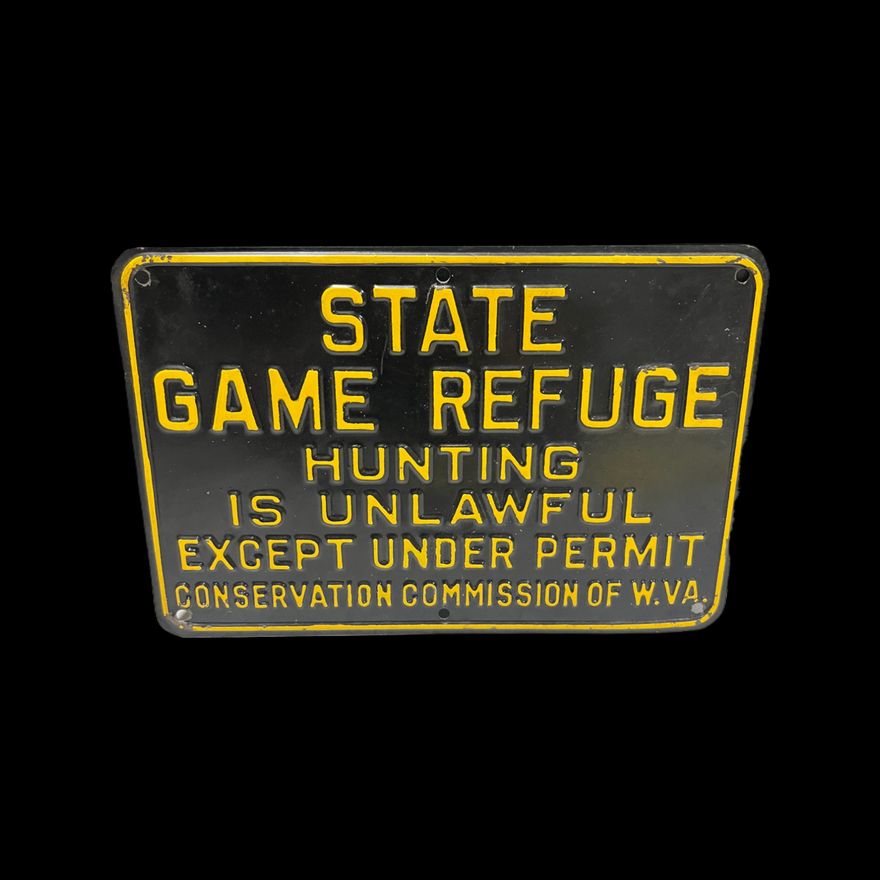 STATE
GAME REFUGE
HUNTING
IS UNLAWFUL
EXCEPT UNDER PERMIT
CONSERVATION COMMISSION OF W.VA.